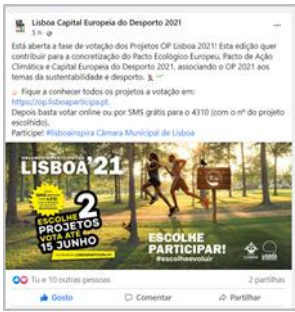 Lisboa Capital Europeia do Desporto 2021
5 h ·
Está aberta a fase de votação dos Projetos OP Lisboa 2021! Esta edição quer
contribuir para a concretização do Pacto Ecológico Europeu, Pacto de Ação
Climática e Capital Europeia do Desporto 2021, associando o OP 2021 aos
temas da sustentabilidade e desporto.
Fique a conhecer todos os projetos a votação em:
https://op.lisboaparticipa.pt.
Depois basta votar online ou por SMS grátis para o 4310 (com o nº do projeto
escolhido).
Participe! #lisboainspira Câmara Municipal de Lisboa
LISBOA'21
ESCOLHE
2
PROJETOS
VOTA ATÉ
15 JUNHO
ESCOLHE
PARTICIPAR!
#escolheevoluir
LISBOA
Tu e 10 outras pessoas
2 partilhas
Gosto
Comentar
Partilhar